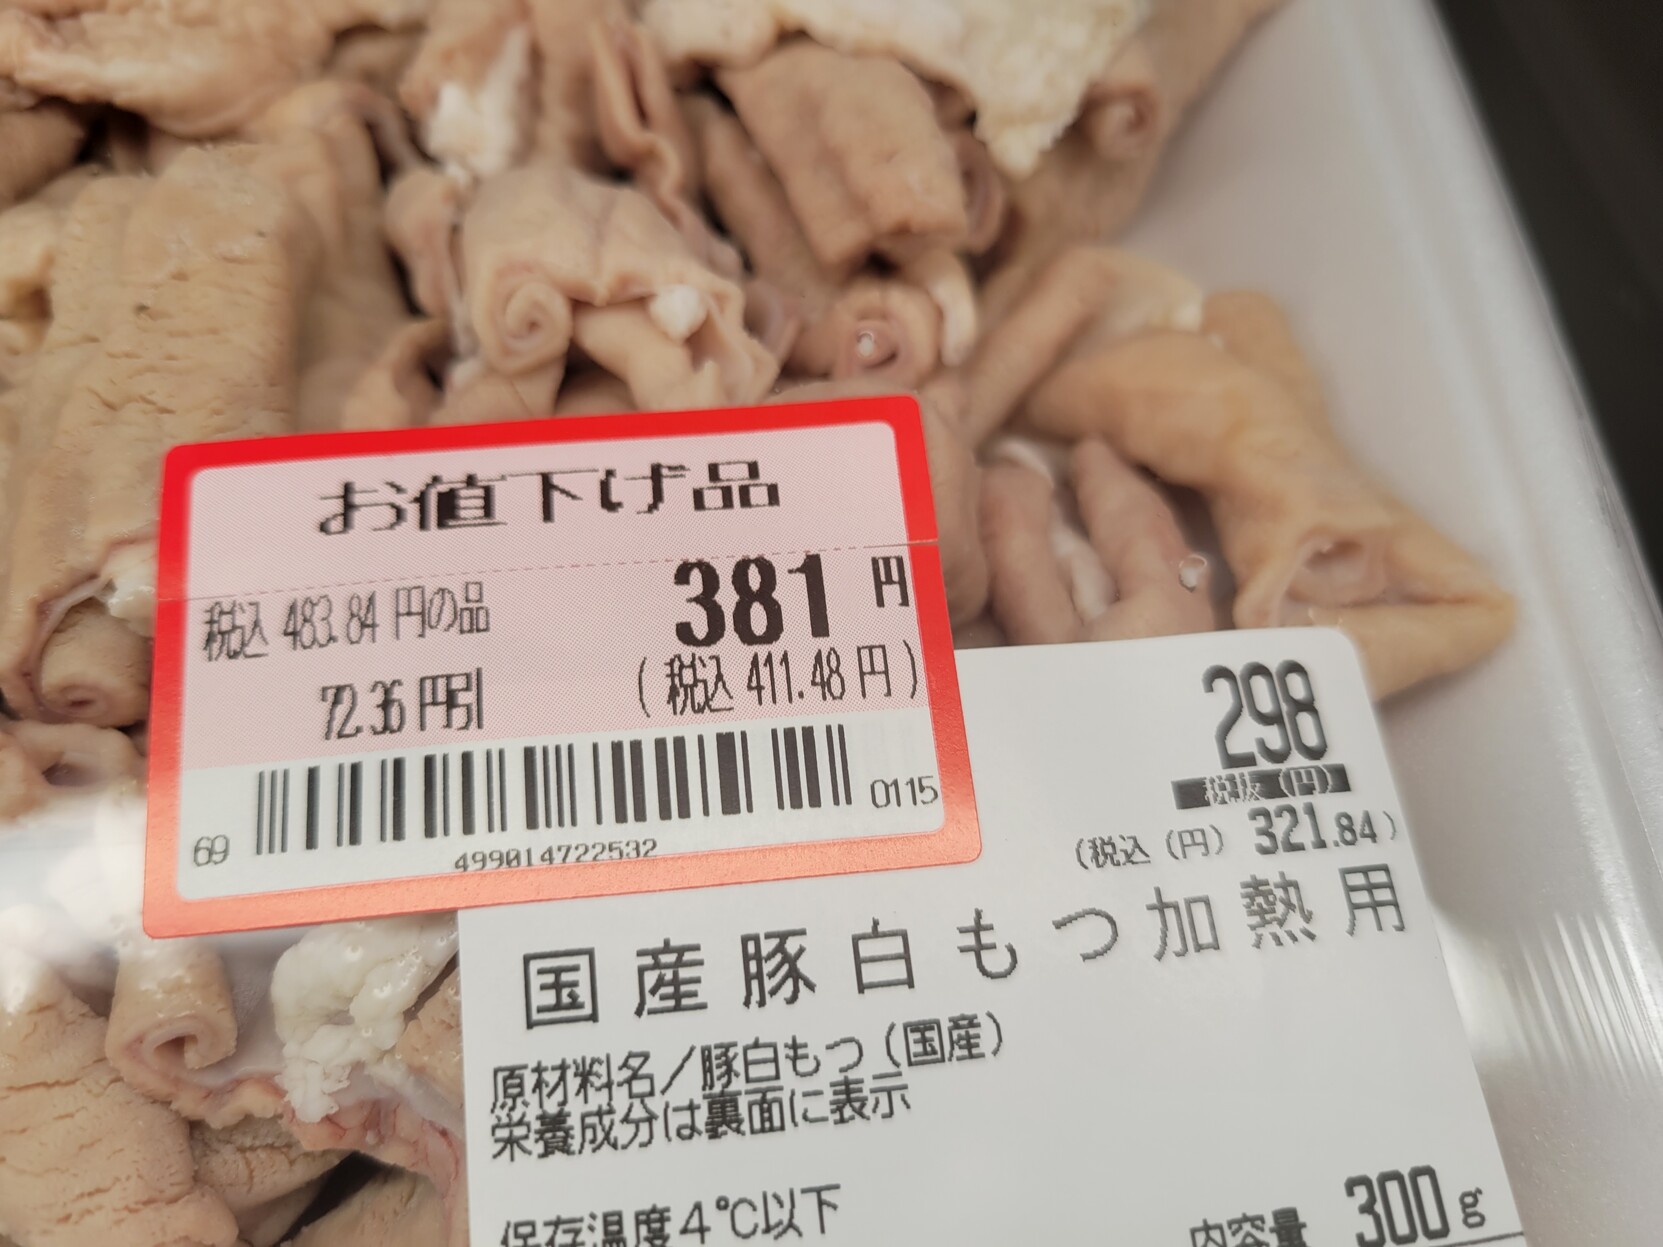 お値下げ品
税込 483.84 円の品
381 円
72.36 円引
(税込 411.48 円)
0115
69
499014722532
298
税抜 (円)
(税込 (円) 321.84)
国産豚白もつ加熱用
原材料名/豚白もつ(国産)
栄養成分は裏面に表示
保存温度4℃以下
内容量 300g